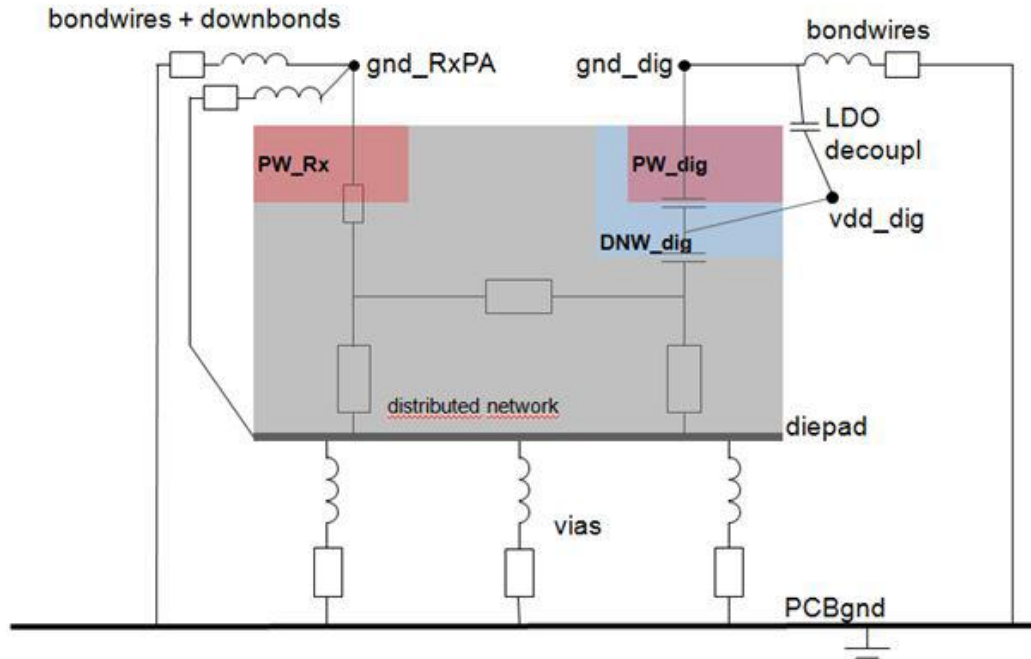 bondwires + downbonds
bondwires
gnd_RxPA
gnd_dig
LDO
decoupl
PW_Rx
PW_dig
vdd_dig
DNW_dig
distributed network
diepad
vias
PCBgnd